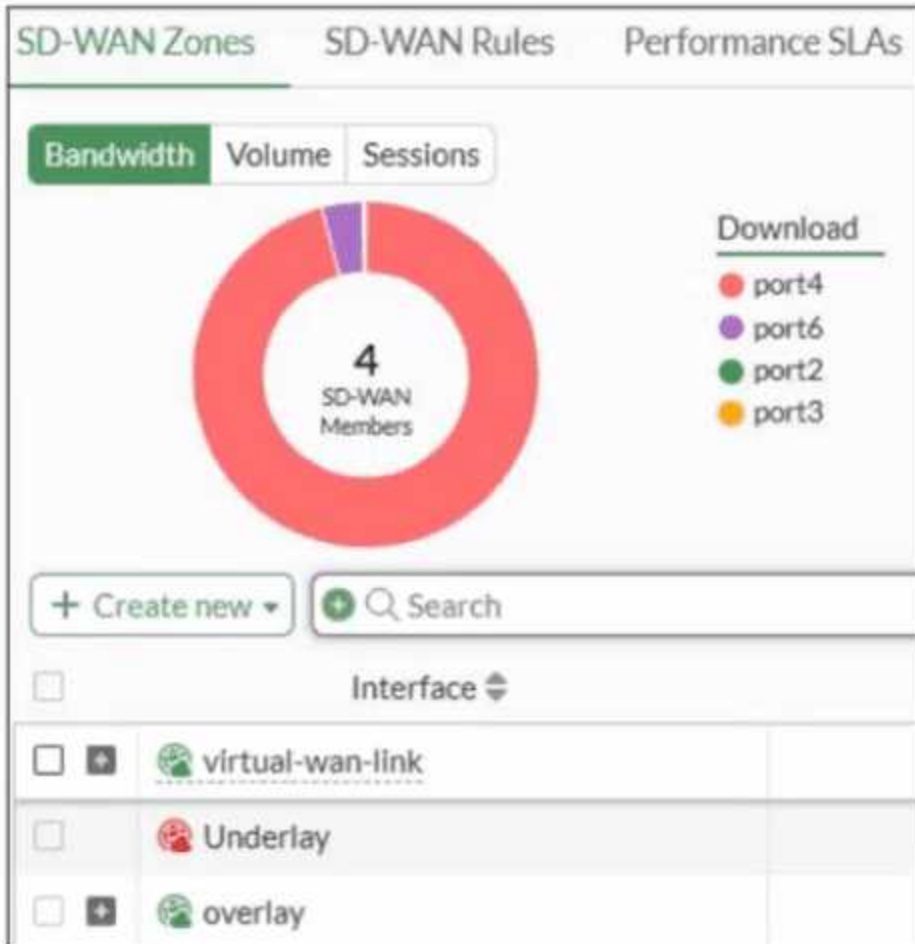 SD-WAN Zones SD-WAN Rules Performance SLAs
Bandwidth Volume Sessions
Download
port4
port6
port2
port3
4
SD-WAN
Members
+ Create new
Search
Interface
virtual-wan-link
Underlay
overlay